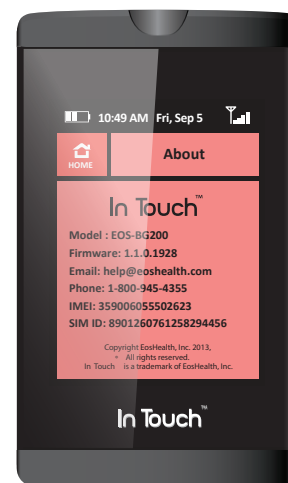 10:49 AM Fri, Sep 5
HOME
About
In Touch™
Model : EOS-BG200
Firmware: 1.1.0.1928
Email: help@eoshealth.com
Phone: 1-800-945-4355
IMEI: 359006055502623
SIM ID: 8901260761258294456
Copyright EosHealth, Inc. 2013,
* All rights reserved.
In Touch is a trademark of EosHealth, Inc.
In Touch™